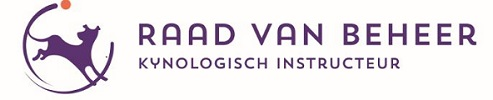 RAAD VAN BEHEER
KYNOLOGISCH INSTRUCTEUR